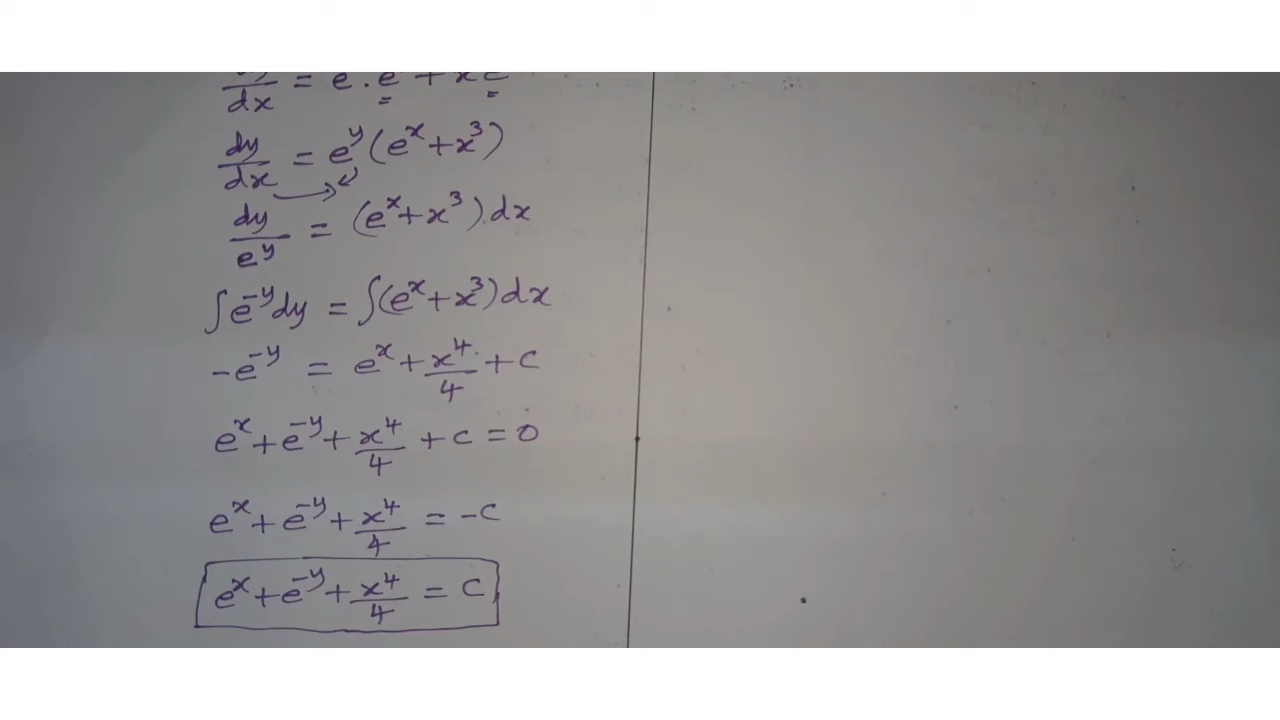 dy/dx = e^y (e^x + x^3)
dy/e^y = (e^x + x^3) dx
∫e^-y dy = ∫(e^x + x^3) dx
-e^-y = e^x + x^4/4 + c
e^x + e^-y + x^4/4 + c = 0
e^x + e^-y + x^4/4 = -c
e^x + e^-y + x^4/4 = c